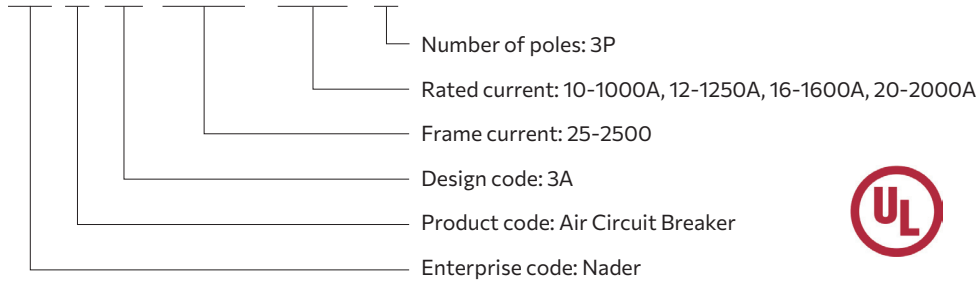 Number of poles: 3P
Rated current: 10-1000A, 12-1250A, 16-1600A, 20-2000A
Frame current: 25-2500
Design code: 3A
Product code: Air Circuit Breaker
Enterprise code: Nader
UL